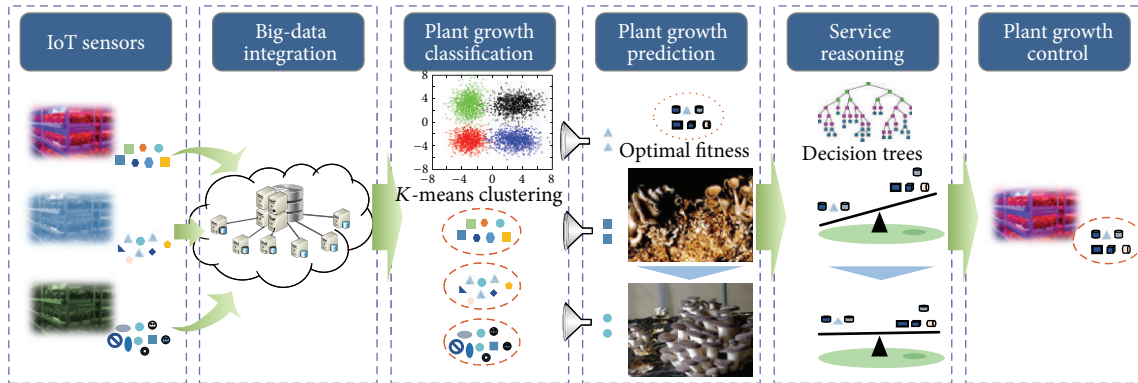 IoT sensors
Big-data
integration
Plant growth
classification
Plant growth
prediction
Service
reasoning
Plant growth
control
8
4
0
−4
−8
−8 −4 0 4 8
K-means clustering
Optimal fitness
Decision trees